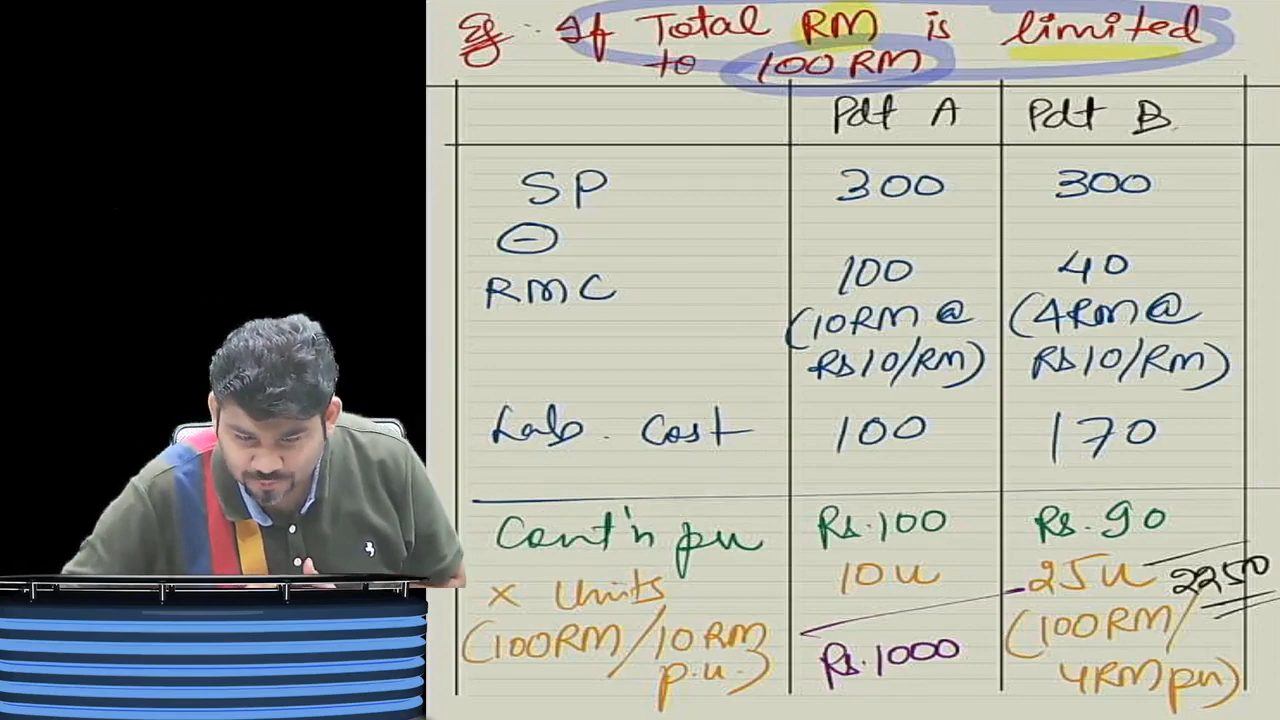 Eg. If Total RM is limited
to 100 RM
Pdt A Pdt B
SP 300 300
-
RMC 100 40
(10RM @ (4RM @
Rs10/RM) Rs10/RM)
Lab. Cost 100 170
Cont'n pu Rs.100 Rs.90
× Units 10u 25u 2250
(100RM/10RM (100RM/
p.u.) Rs.1000 4RM pu)